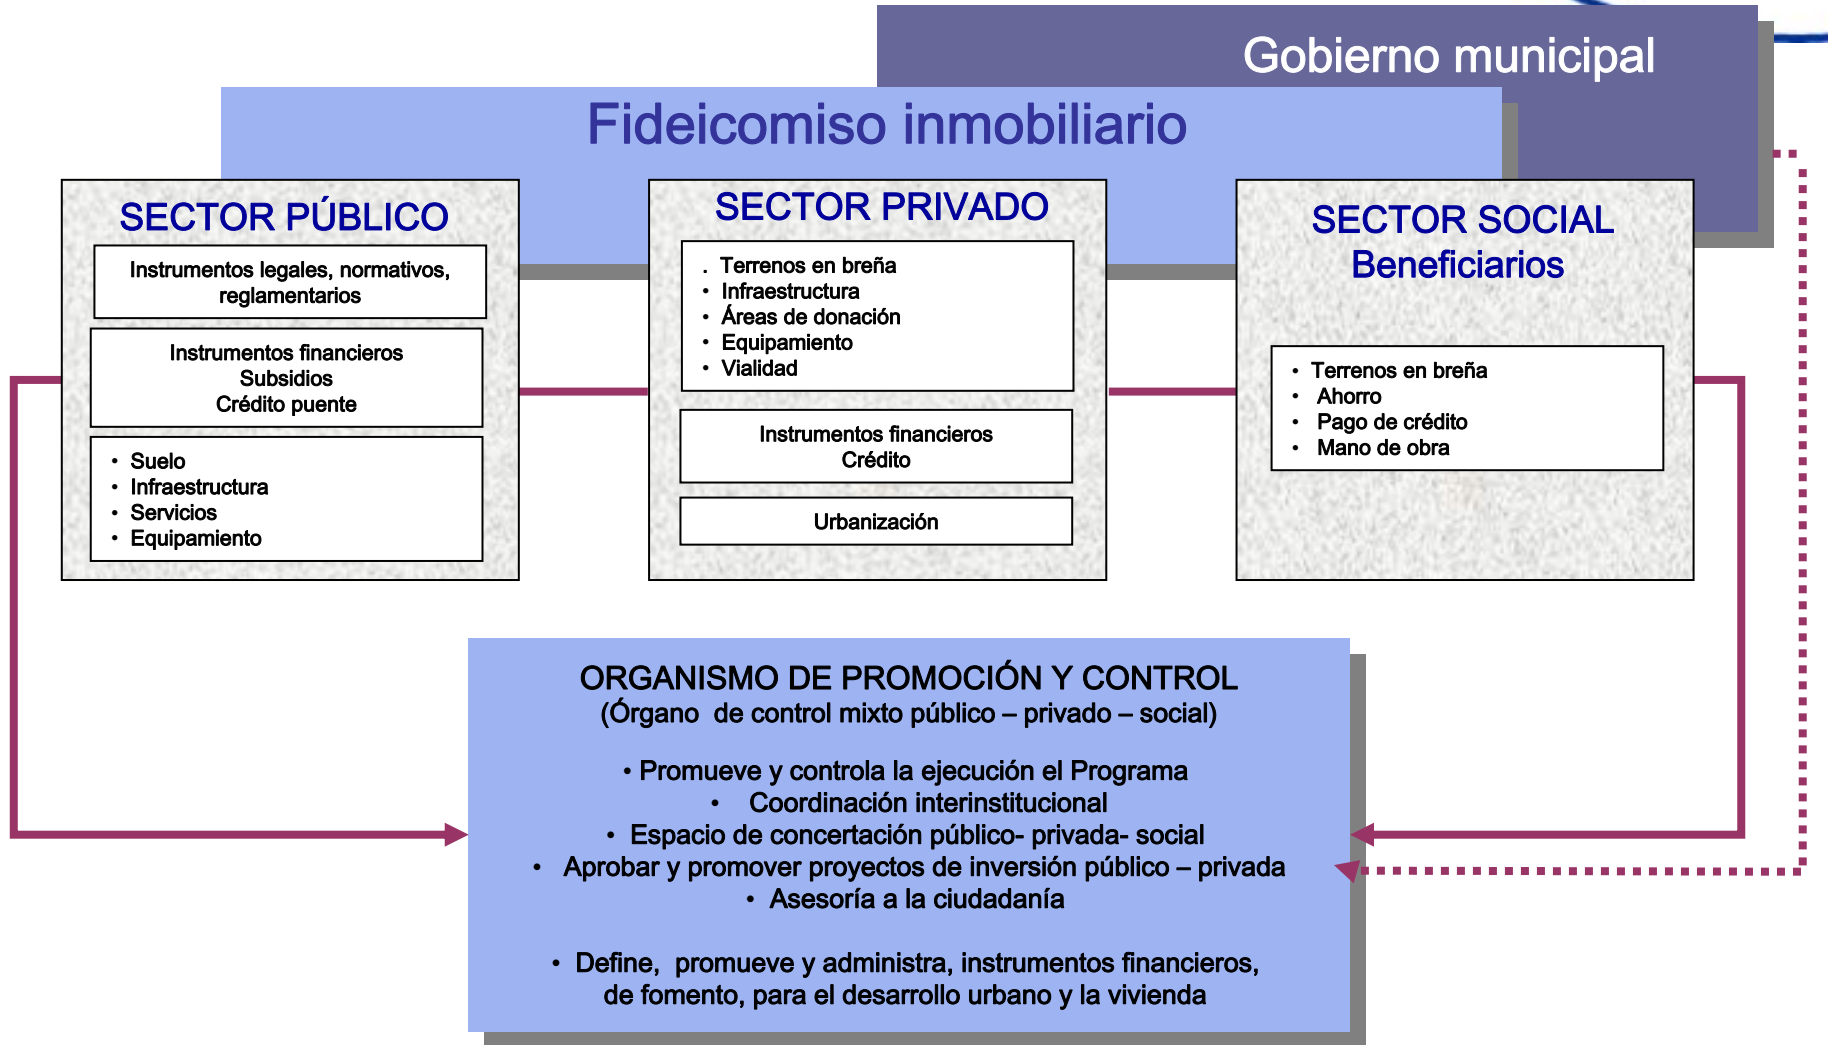 Gobierno municipal
Fideicomiso inmobiliario
SECTOR PÚBLICO
Instrumentos legales, normativos,
reglamentarios
Instrumentos financieros
Subsidios
Crédito puente
• Suelo
• Infraestructura
• Servicios
• Equipamiento
SECTOR PRIVADO
. Terrenos en breña
• Infraestructura
• Áreas de donación
• Equipamiento
• Vialidad
Instrumentos financieros
Crédito
Urbanización
SECTOR SOCIAL
Beneficiarios
• Terrenos en breña
• Ahorro
• Pago de crédito
• Mano de obra
ORGANISMO DE PROMOCIÓN Y CONTROL
(Órgano de control mixto público – privado – social)
• Promueve y controla la ejecución el Programa
• Coordinación interinstitucional
• Espacio de concertación público- privada- social
• Aprobar y promover proyectos de inversión público – privada
• Asesoría a la ciudadanía
• Define, promueve y administra, instrumentos financieros,
de fomento, para el desarrollo urbano y la vivienda